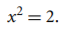 x² = 2.